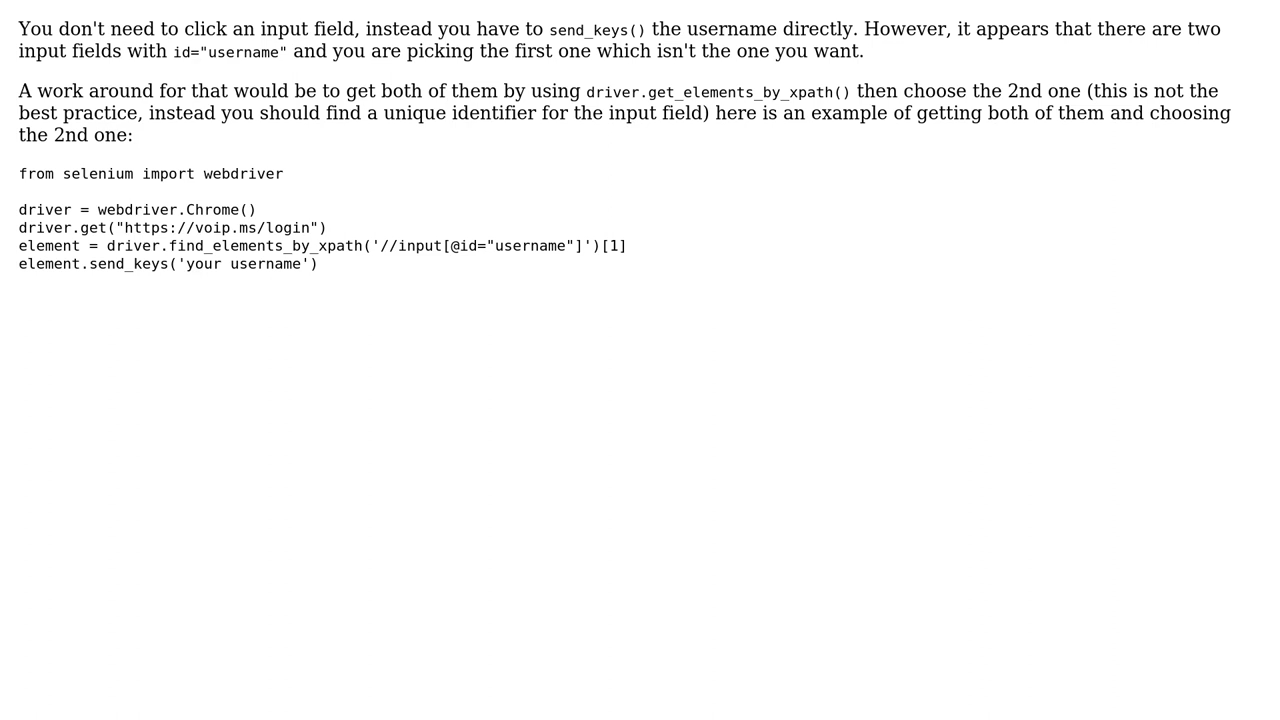 You don't need to click an input field, instead you have to send_keys() the username directly. However, it appears that there are two
input fields with id="username" and you are picking the first one which isn't the one you want.
A work around for that would be to get both of them by using driver.get_elements_by_xpath() then choose the 2nd one (this is not the
best practice, instead you should find a unique identifier for the input field) here is an example of getting both of them and choosing
the 2nd one:
from selenium import webdriver
driver = webdriver.Chrome()
driver.get("https://voip.ms/login")
element = driver.find_elements_by_xpath('//input[@id="username"]')[1]
element.send_keys('your username')